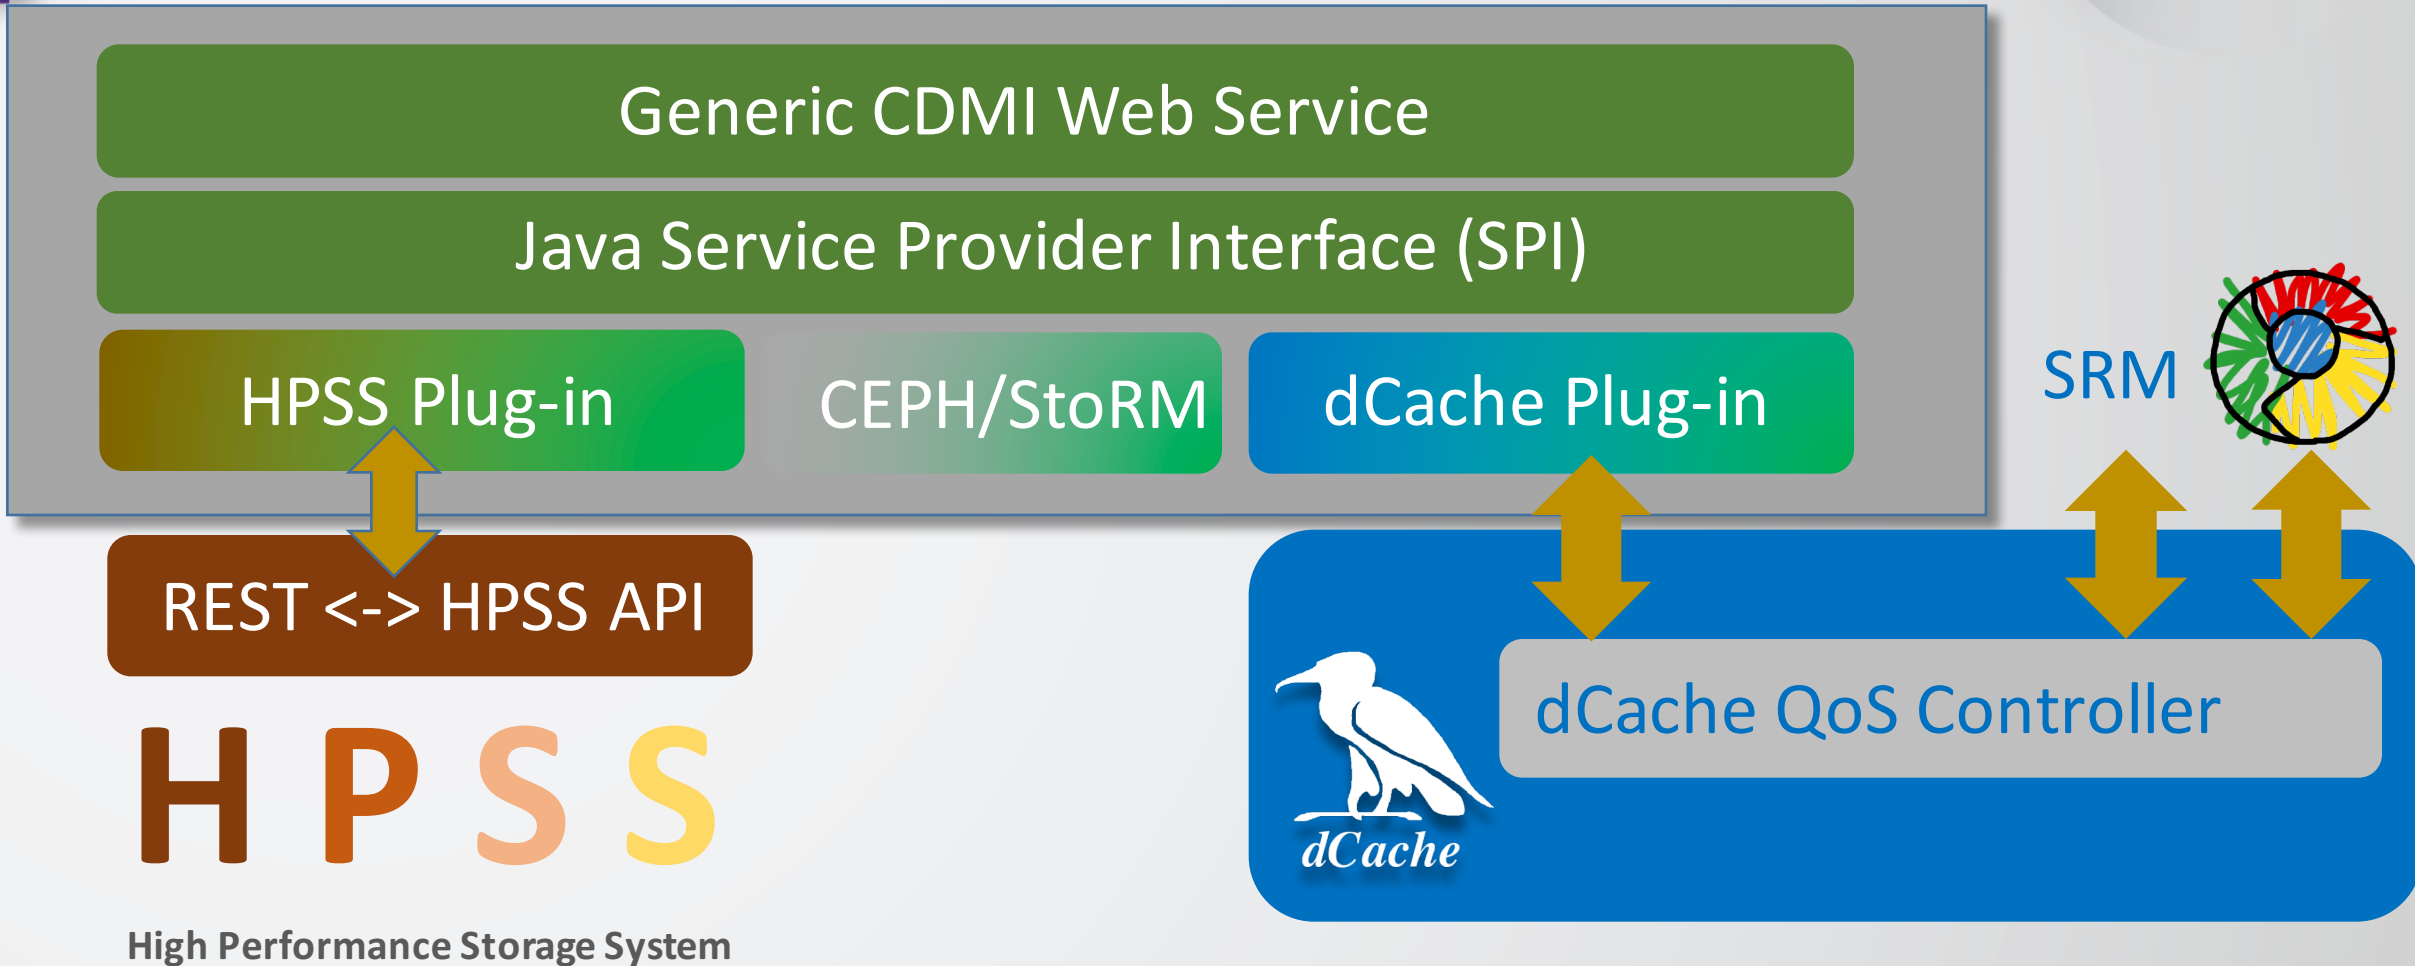 Generic CDMI Web Service
Java Service Provider Interface (SPI)
HPSS Plug-in
CEPH/StoRM
dCache Plug-in
SRM
REST <-> HPSS API
dCache QoS Controller
H P S S
dCache
High Performance Storage System